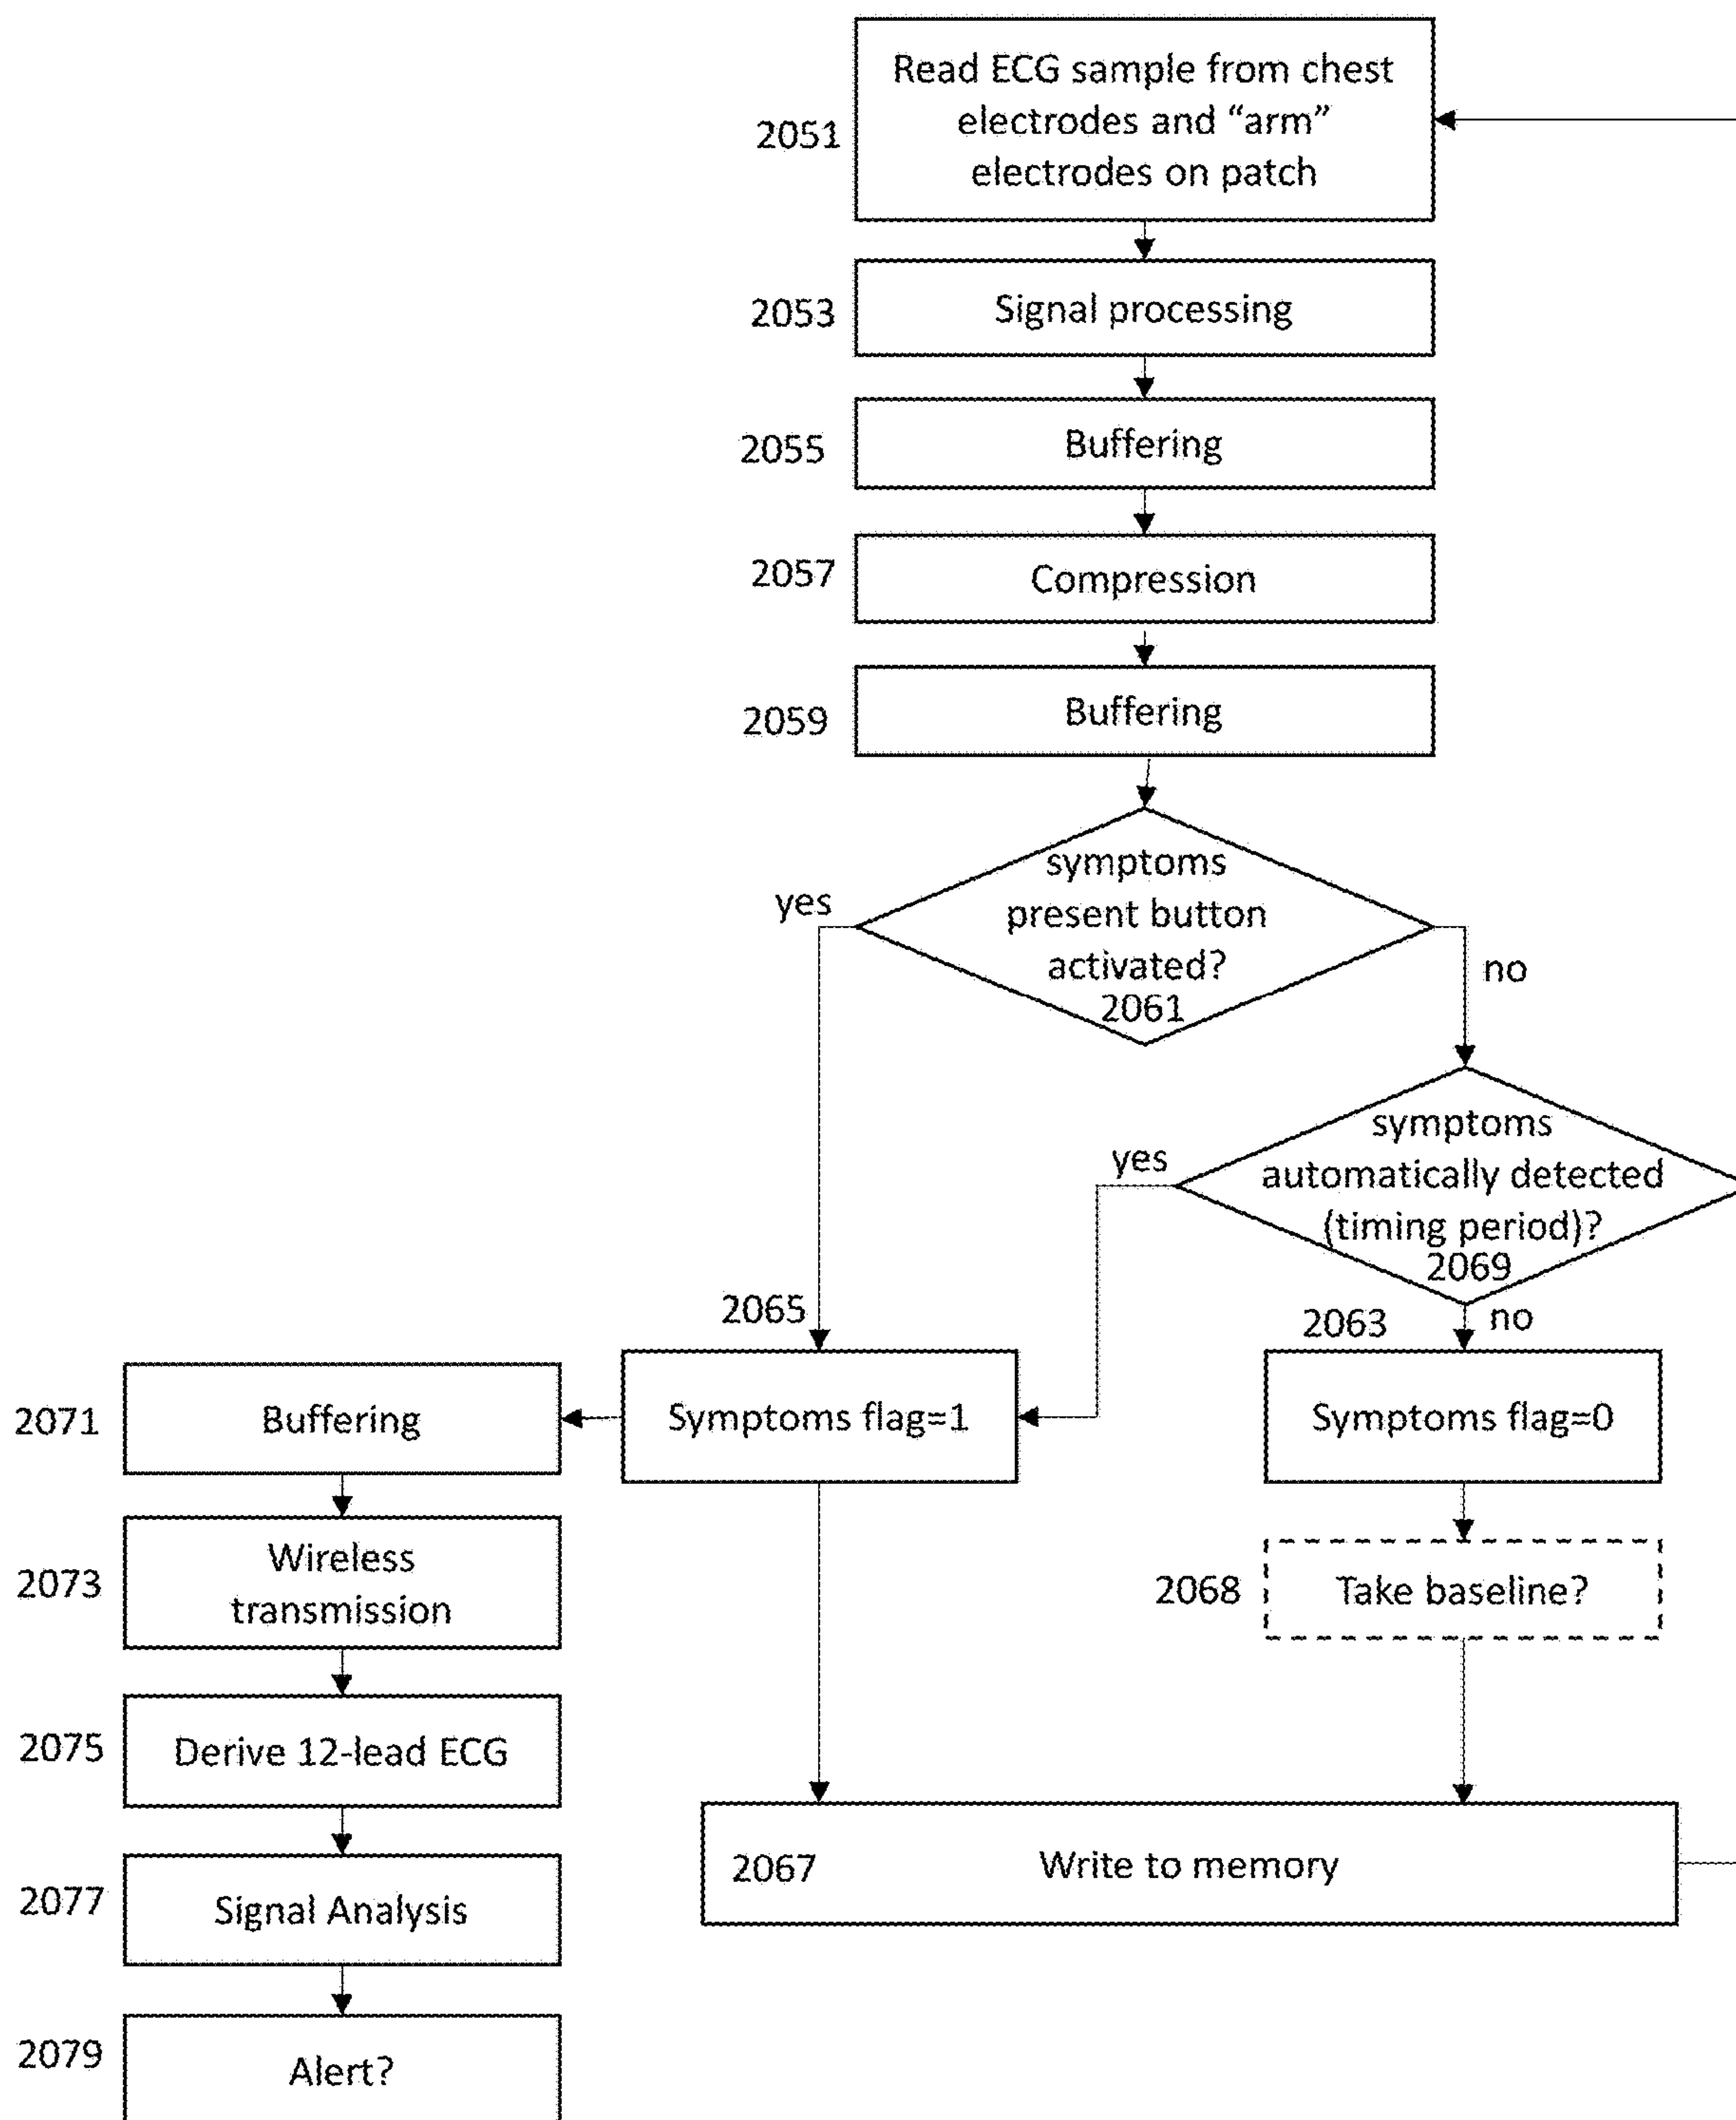 Read ECG sample from chest
electrodes and “arm”
electrodes on patch
2051
Signal processing
2053
Buffering
2055
Compression
2057
Buffering
2059
symptoms
present button
activated?
2061
yes
no
symptoms
automatically detected
(timing period)?
2069
yes
no
2065
Symptoms flag=1
2063
Symptoms flag=0
2071
Buffering
2073
Wireless
transmission
2068
Take baseline?
2075
Derive 12-lead ECG
2067
Write to memory
2077
Signal Analysis
2079
Alert?